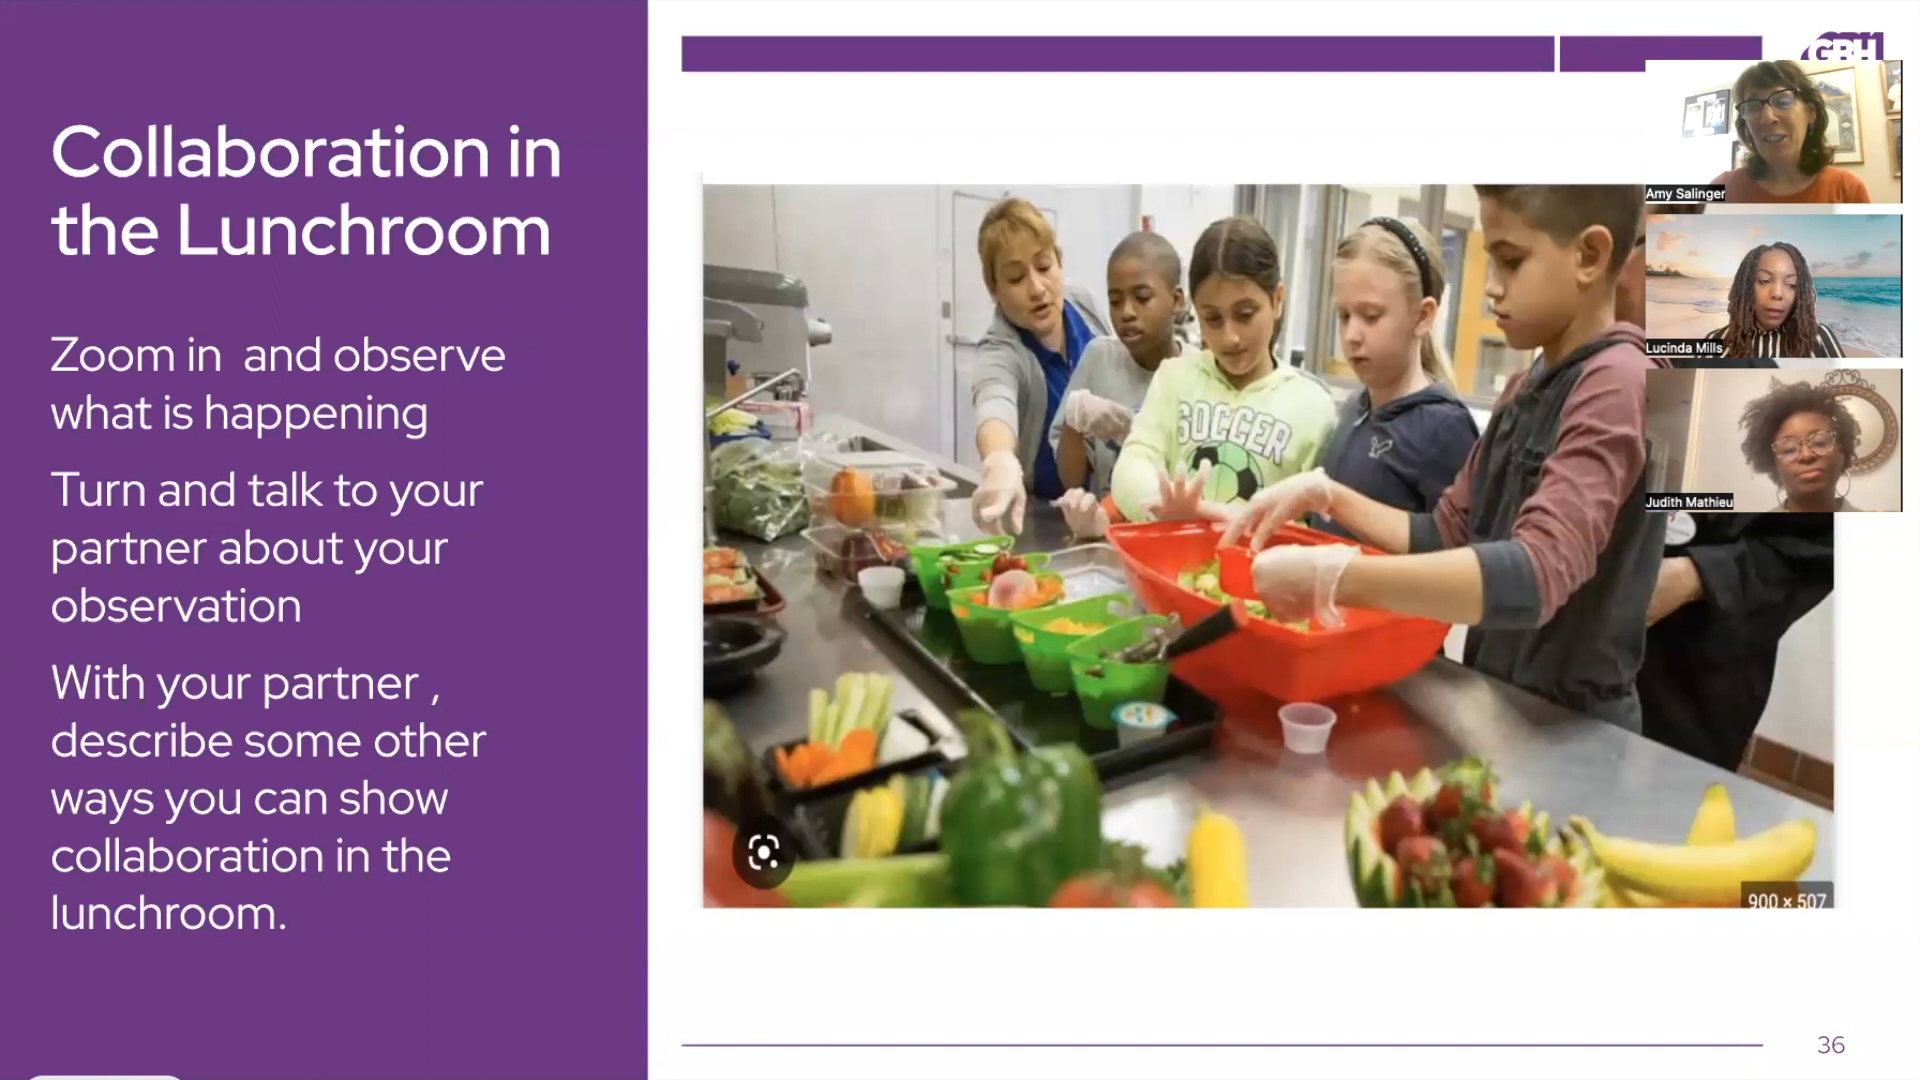 Collaboration in
the Lunchroom
Zoom in  and observe
what is happening
Turn and talk to your
partner about your
observation
With your partner ,
describe some other
ways you can show
collaboration in the
lunchroom.
GBH
Amy Salinger
Lucinda Mills
Judith Mathieu
SOCCER
900 × 507
36